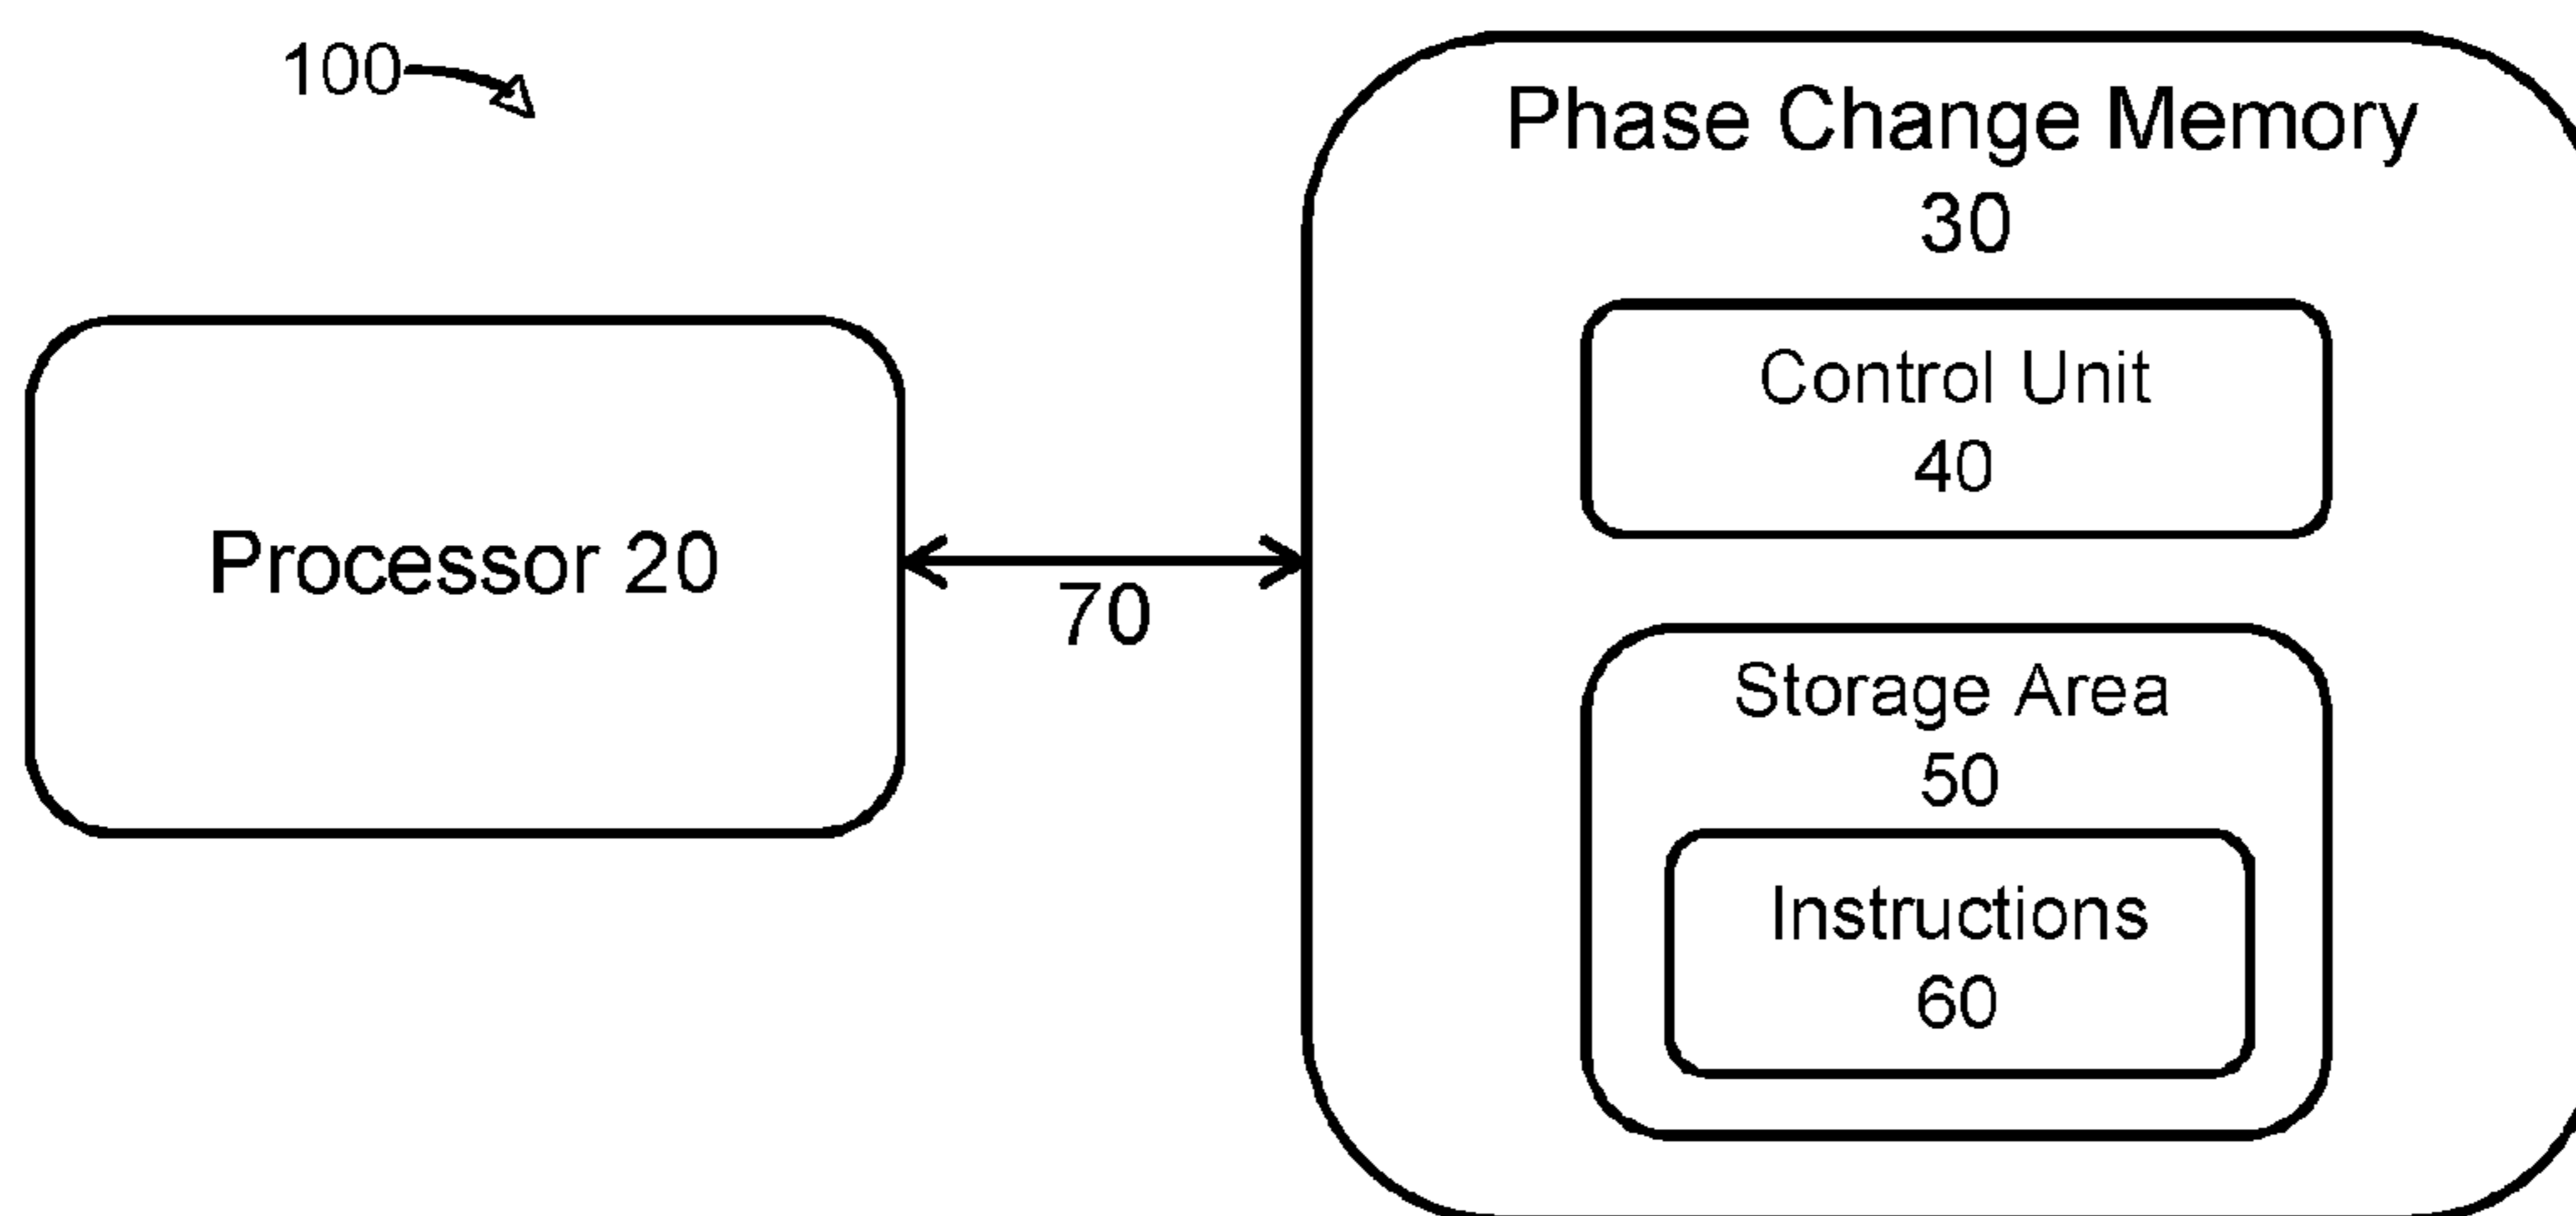 100
Phase Change Memory
30
Control Unit
40
Processor 20
70
Storage Area
50
Instructions
60